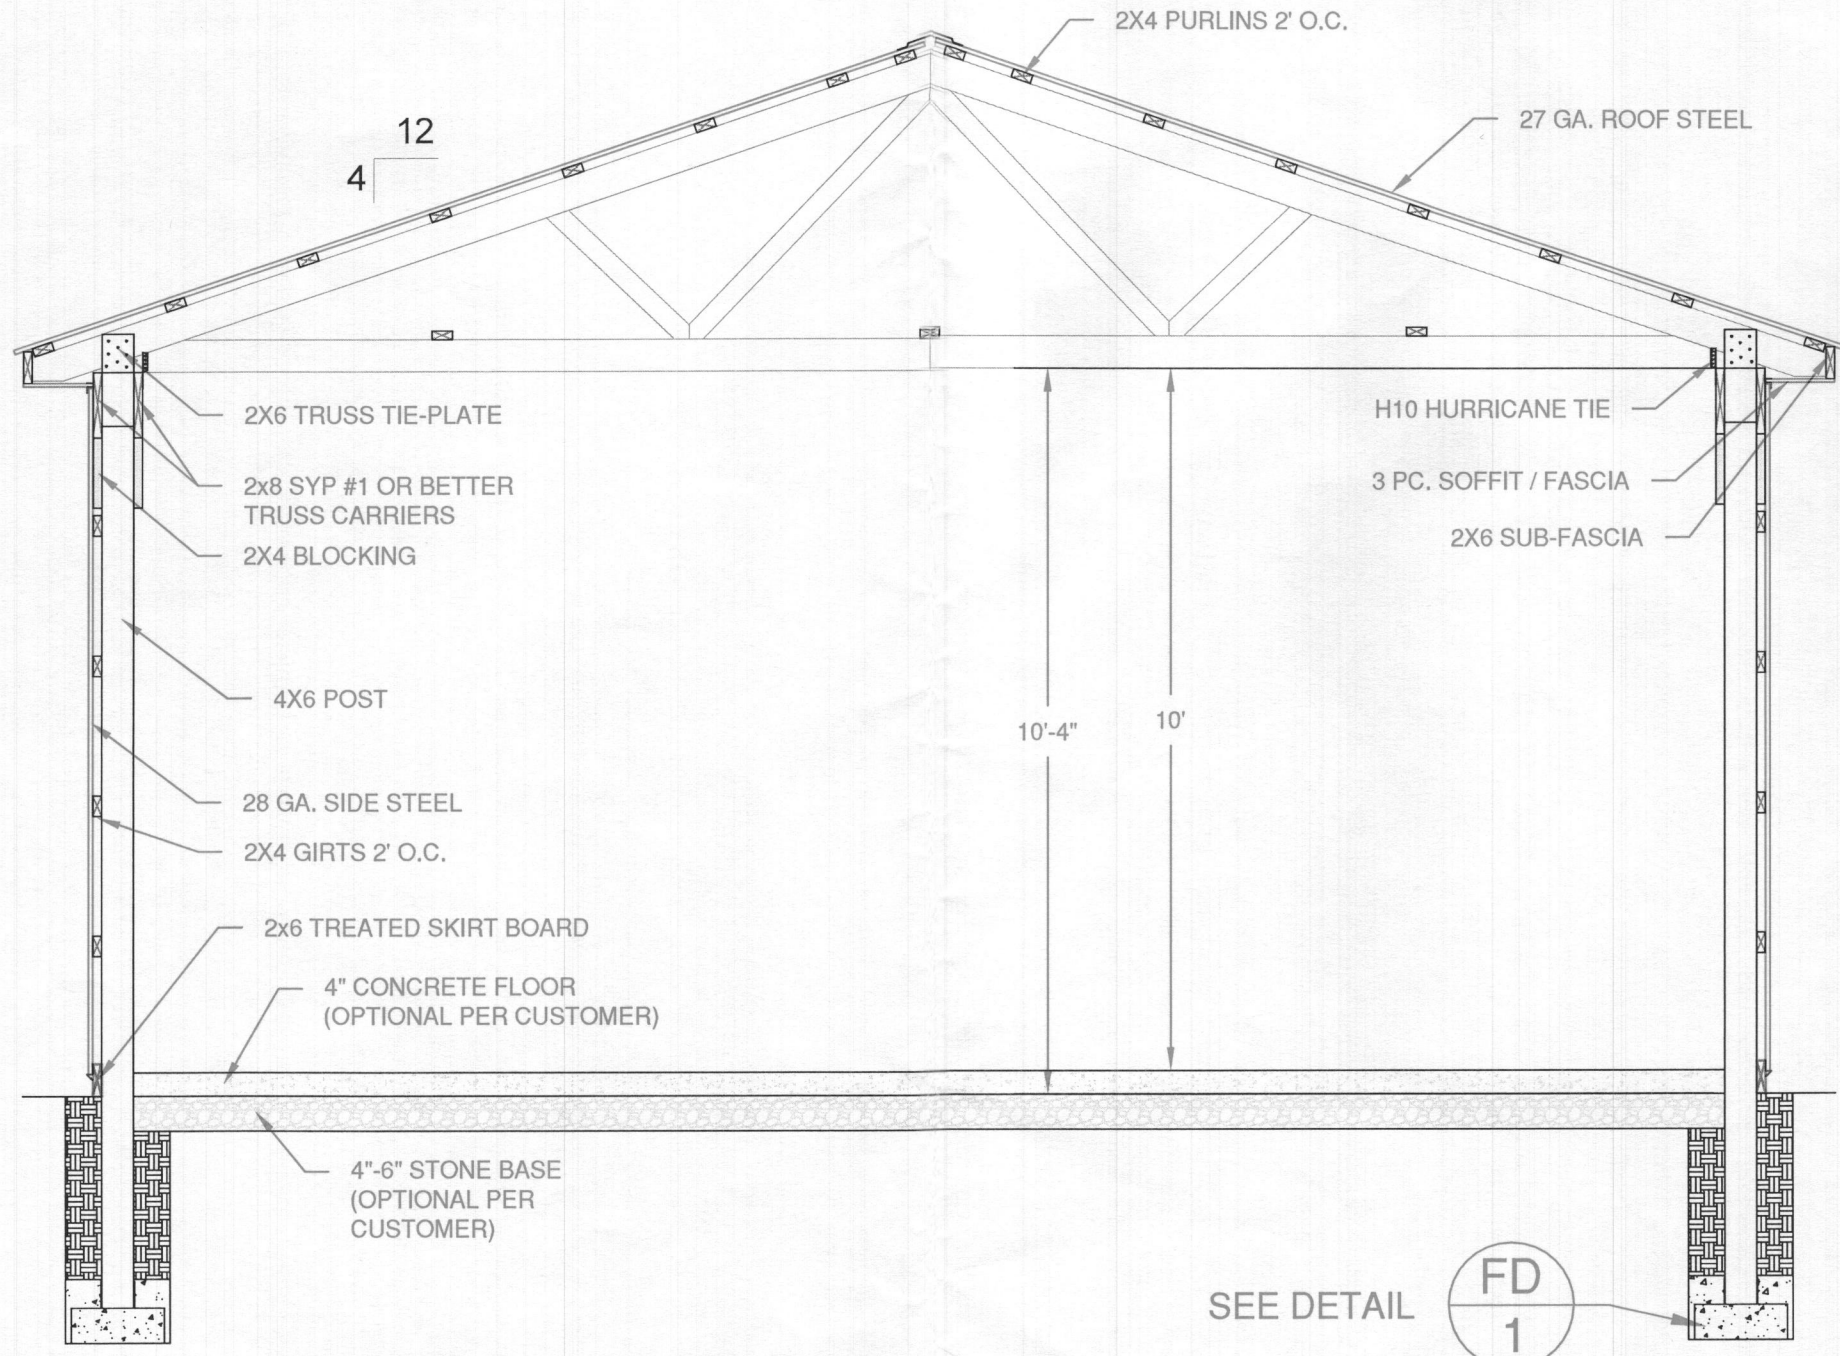 2X4 PURLINS 2' O.C.
27 GA. ROOF STEEL
12
4
2X6 TRUSS TIE-PLATE
H10 HURRICANE TIE
2x8 SYP #1 OR BETTER
TRUSS CARRIERS
3 PC. SOFFIT / FASCIA
2X4 BLOCKING
2X6 SUB-FASCIA
4X6 POST
10'-4"
10'
28 GA. SIDE STEEL
2X4 GIRTS 2' O.C.
2x6 TREATED SKIRT BOARD
4" CONCRETE FLOOR
(OPTIONAL PER CUSTOMER)
4"-6" STONE BASE
(OPTIONAL PER
CUSTOMER)
SEE DETAIL
FD
1